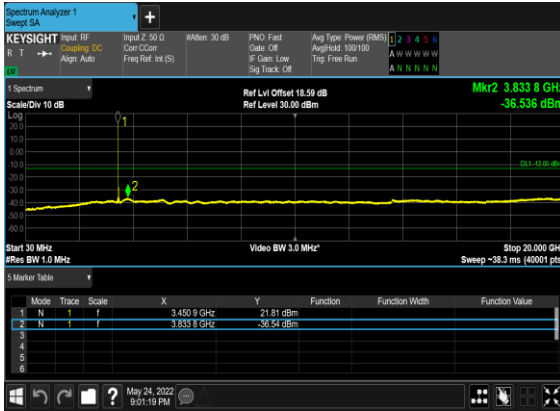 Spectrum Analyzer 1
Swept SA
+
KEYSIGHT Input: RF Input Z: 50 Ω #Atten: 30 dB PNO: Fast Avg Type: Power (RMS) 1 2 3 4 5 6
R T Coupling: DC Corr CCorr Gate: Off Avg|Hold: 100/100 A W W W W W
Align: Auto Freq Ref: Int (S) IF Gain: Low Trig: Free Run
Sig Track: Off A N N N N N
1 Spectrum Ref Lvl Offset 18.59 dB Mkr2 3.833 8 GHz
Scale/Div 10 dB Ref Level 30.00 dBm -36.536 dBm
Log
20.0
10.0
0.00
-10.0
-20.0
-30.0
-40.0
-50.0
-60.0
1
2
DL1 -13.00 dBm
Start 30 MHz Video BW 3.0 MHz* Stop 20.000 GHz
#Res BW 1.0 MHz Sweep ~38.3 ms (40001 pts)
5 Marker Table
Mode Trace Scale X Y Function Function Width Function Value
1 N 1 f 3.450 9 GHz 21.81 dBm
2 N 1 f 3.833 8 GHz -36.54 dBm
3
4
5
6
? May 24, 2022
9:01:19 PM